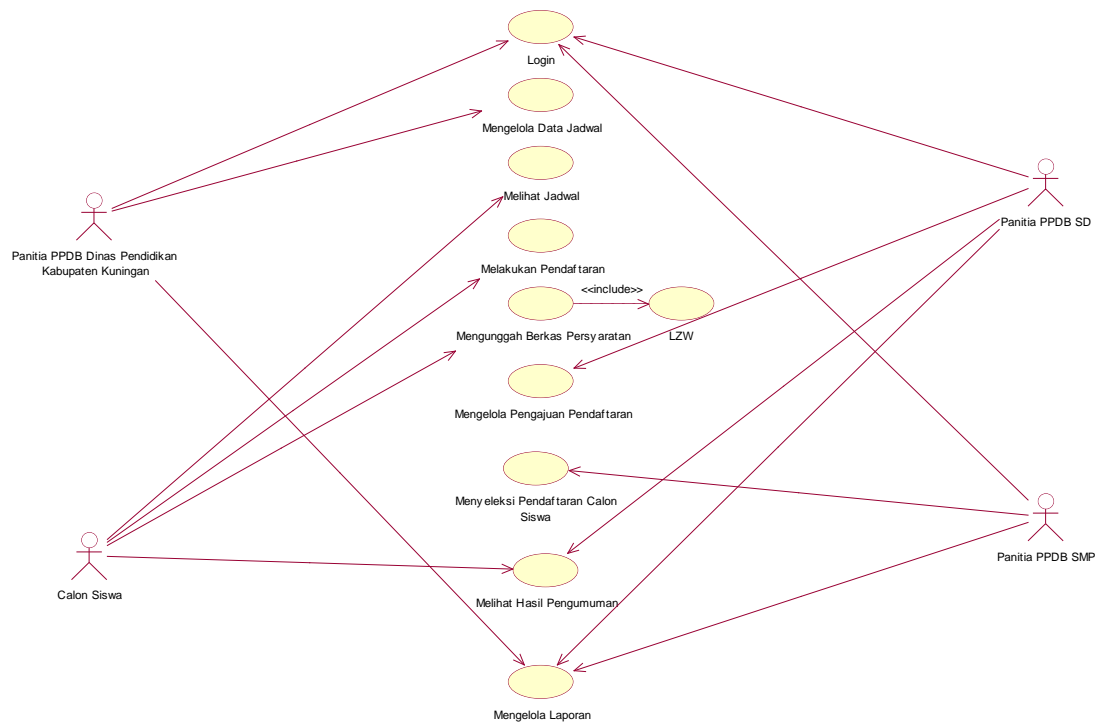 Login
Mengelola Data Jadwal
Melihat Jadwal
Panitia PPDB SD
Panitia PPDB Dinas Pendidikan
Kabupaten Kuningan
Melakukan Pendaftaran
<<include>>
Mengunggah Berkas Persyaratan
LZW
Mengelola Pengajuan Pendaftaran
Menyeleksi Pendaftaran Calon
Siswa
Panitia PPDB SMP
Calon Siswa
Melihat Hasil Pengumuman
Mengelola Laporan